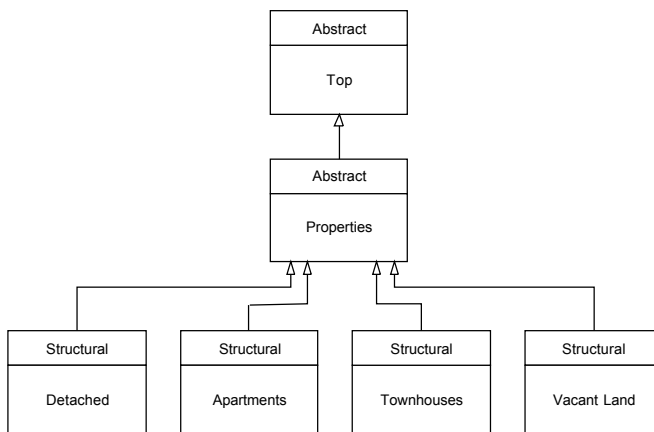 Abstract
Top
Abstract
Properties
Structural
Detached
Structural
Apartments
Structural
Townhouses
Structural
Vacant Land